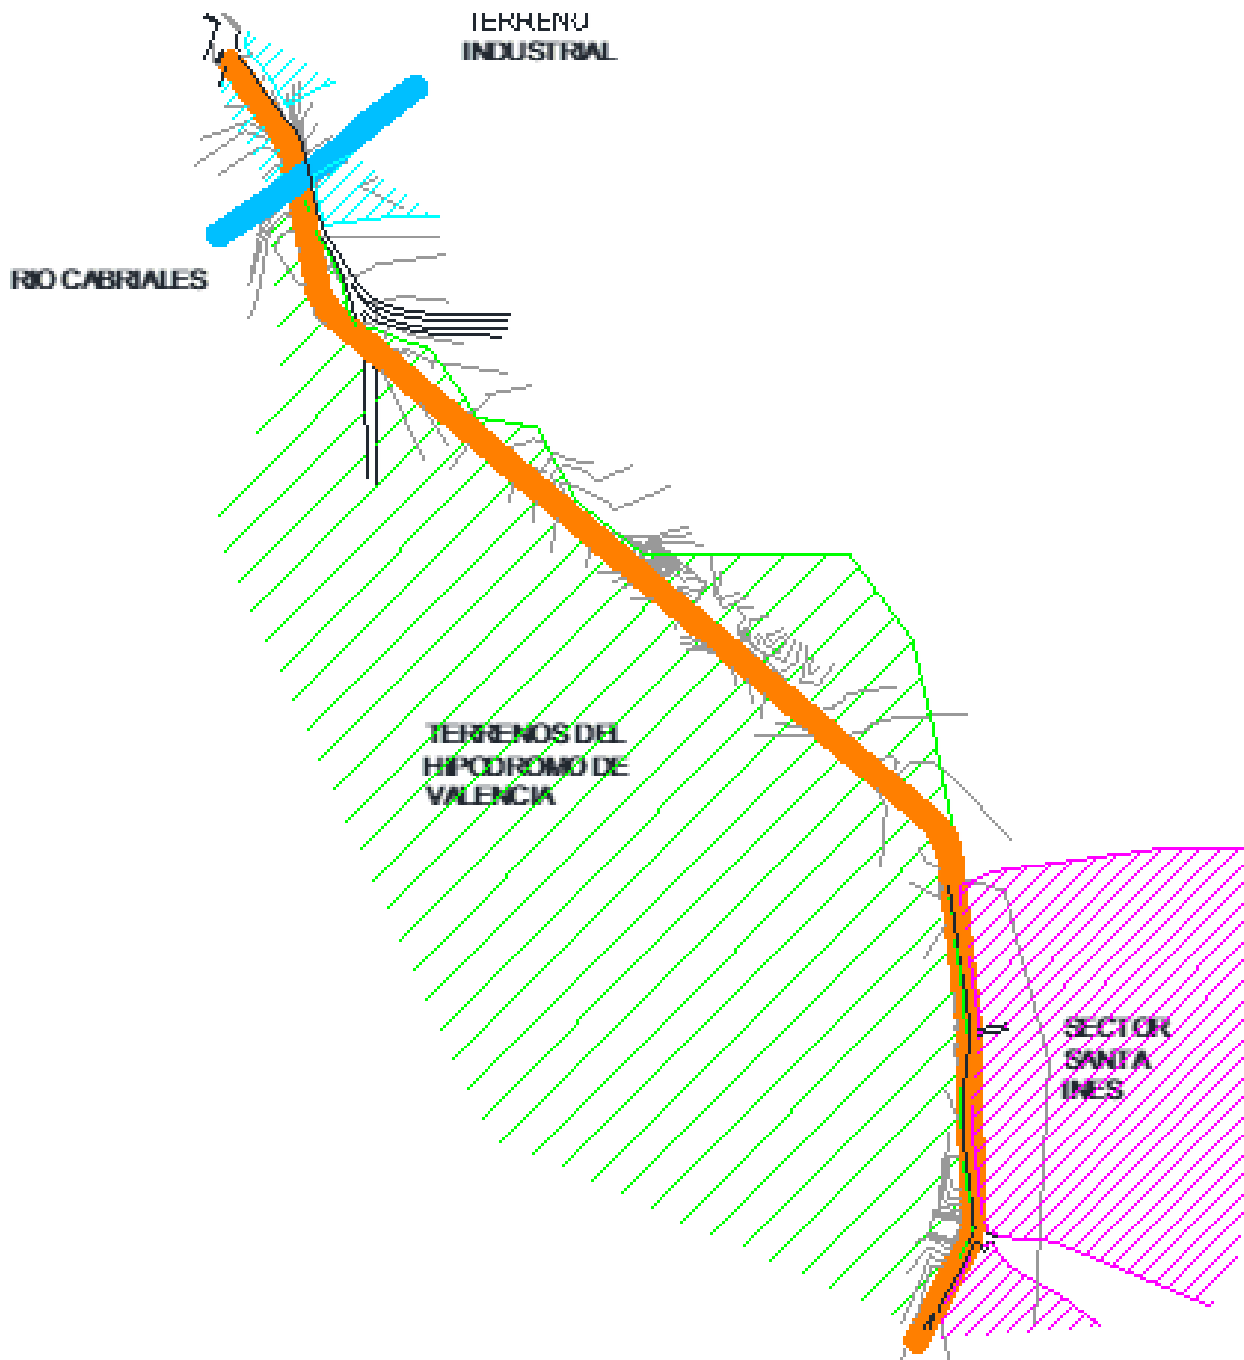 TERRENO
INDUSTRIAL
RIO CABRIALES
TERRENOS DEL
HIPODROMO DE
VALENCIA
SECTOR
SANTA
INES